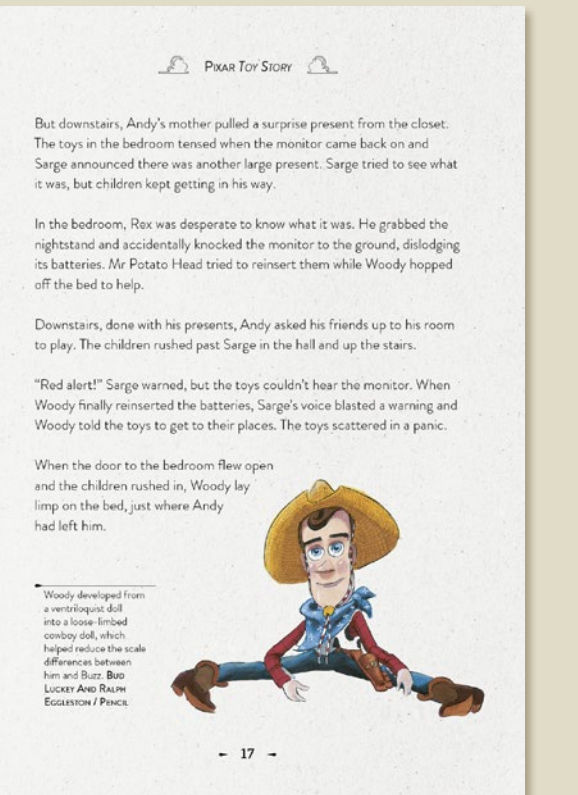 PIXAR TOY STORY
But downstairs, Andy's mother pulled a surprise present from the closet.
The toys in the bedroom tensed when the monitor came back on and
Sarge announced there was another large present. Sarge tried to see what
it was, but children kept getting in his way.
In the bedroom, Rex was desperate to know what it was. He grabbed the
nightstand and accidentally knocked the monitor to the ground, dislodging
its batteries. Mr Potato Head tried to reinsert them while Woody hopped
off the bed to help.
Downstairs, done with his presents, Andy asked his friends up to his room
to play. The children rushed past Sarge in the hall and up the stairs.
“Red alert!” Sarge warned, but the toys couldn't hear the monitor. When
Woody finally reinserted the batteries, Sarge's voice blasted a warning and
Woody told the toys to get to their places. The toys scattered in a panic.
When the door to the bedroom flew open
and the children rushed in, Woody lay
limp on the bed, just where Andy
had left him.
Woody developed from
a ventriloquist doll
into a loose-limbed
cowboy doll, which
helped reduce the scale
differences between
him and Buzz. BUD
LUCKEY AND RALPH
EGGLESTON / PENCIL
17